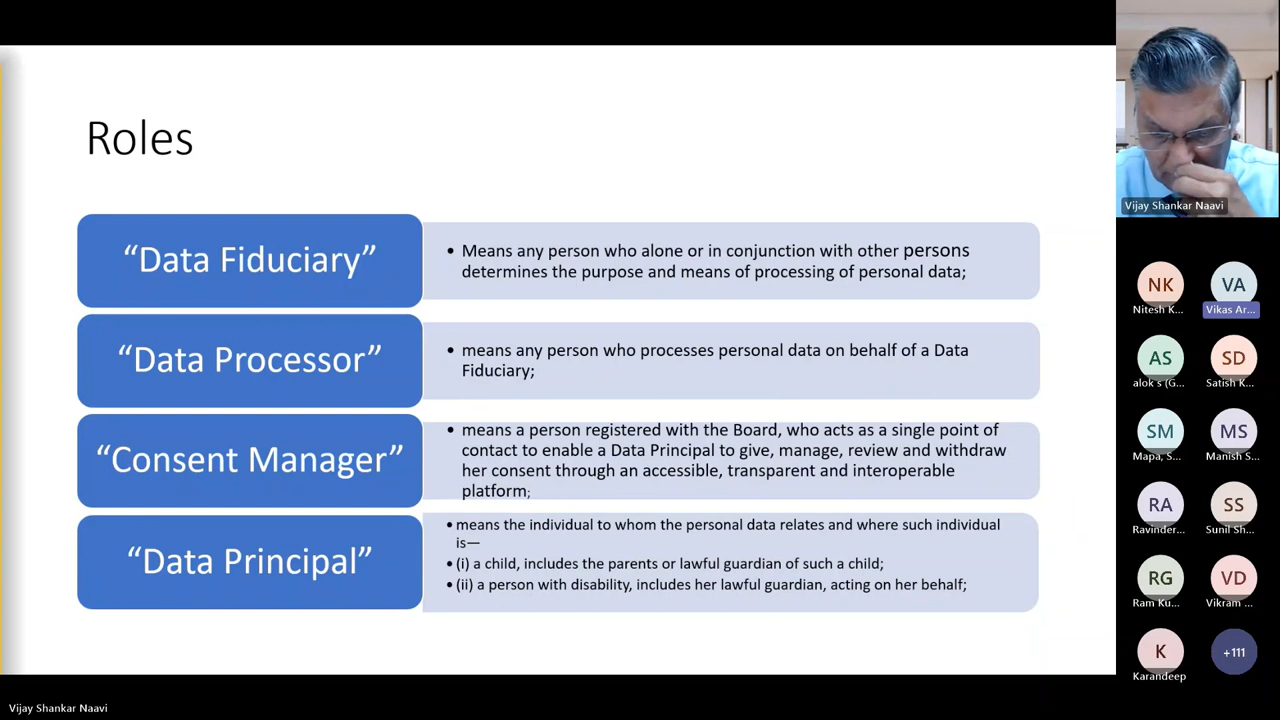 Roles
“Data Fiduciary”
• Means any person who alone or in conjunction with other persons
determines the purpose and means of processing of personal data;
“Data Processor”
• means any person who processes personal data on behalf of a Data
Fiduciary;
“Consent Manager”
• means a person registered with the Board, who acts as a single point of
contact to enable a Data Principal to give, manage, review and withdraw
her consent through an accessible, transparent and interoperable
platform;
“Data Principal”
• means the individual to whom the personal data relates and where such individual
is—
• (i) a child, includes the parents or lawful guardian of such a child;
• (ii) a person with disability, includes her lawful guardian, acting on her behalf;
Vijay Shankar Naavi
NK
Nitesh K...
VA
Vikas Ar...
AS
alok s (G...
SD
Satish K...
SM
Mapa, S...
MS
Manish S...
RA
Ravinder...
SS
Sunil Sh...
RG
Ram Ku...
VD
Vikram ...
K
Karandeep
+111
Vijay Shankar Naavi